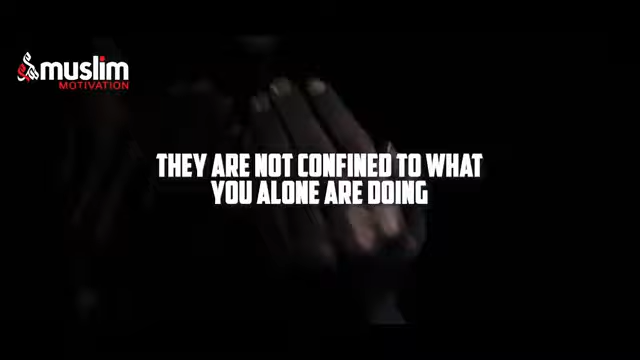 muslim
MOTIVATION
THEY ARE NOT CONFINED TO WHAT
YOU ALONE ARE DOING